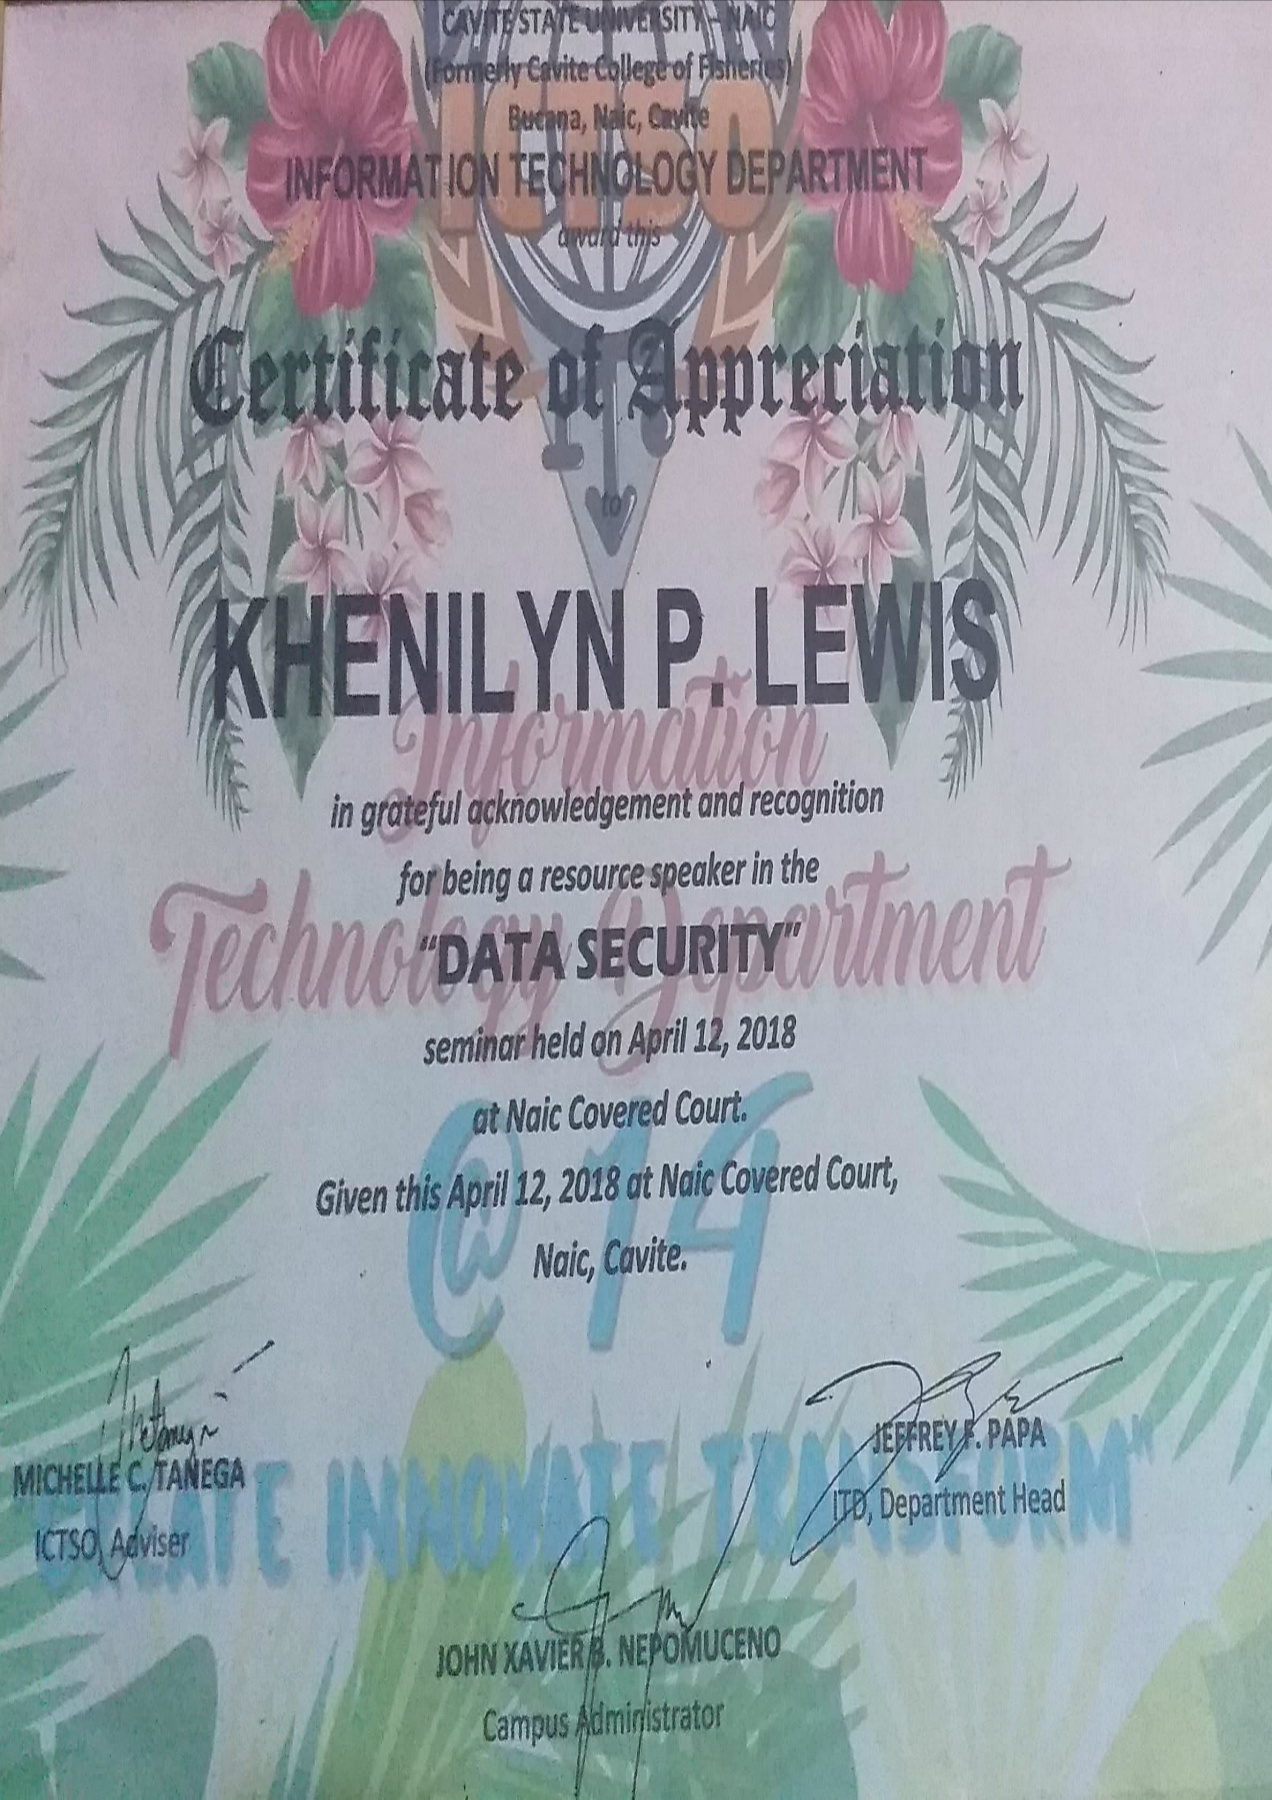 CAVITE STATE UNIVERSITY – NAIC
(Formerly Cavite College of Fisheries)
Bucana, Naic, Cavite
ICTSO
INFORMATION TECHNOLOGY DEPARTMENT
award this
Certificate of Appreciation
to
KHENILYN P. LEWIS
Information
in grateful acknowledgement and recognition
for being a resource speaker in the
Technology Department
"DATA SECURITY"
seminar held on April 12, 2018
at Naic Covered Court.
@ 14
Given this April 12, 2018 at Naic Covered Court,
Naic, Cavite.
INNOVATE TRANSFORM"
MICHELLE C. TANEGA
ICTSO, Adviser
JEFFREY F. PAPA
ITD, Department Head
JOHN XAVIER B. NEPOMUCENO
Campus Administrator